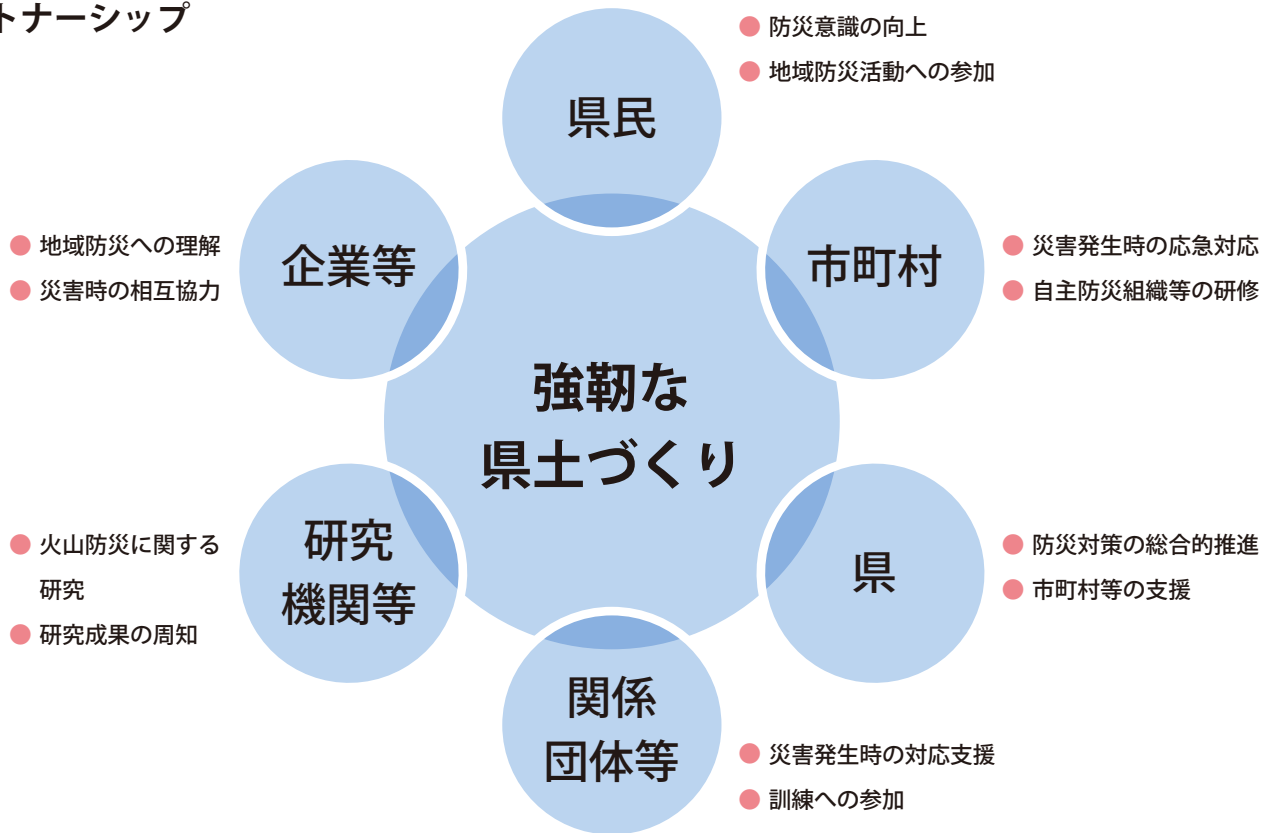 トナーシップ
県民
防災意識の向上
地域防災活動への参加
市町村
災害発生時の応急対応
自主防災組織等の研修
県
防災対策の総合的推進
市町村等の支援
関係
団体等
災害発生時の対応支援
訓練への参加
研究
機関等
火山防災に関する
研究
研究成果の周知
企業等
地域防災への理解
災害時の相互協力
強靭な
県土づくり